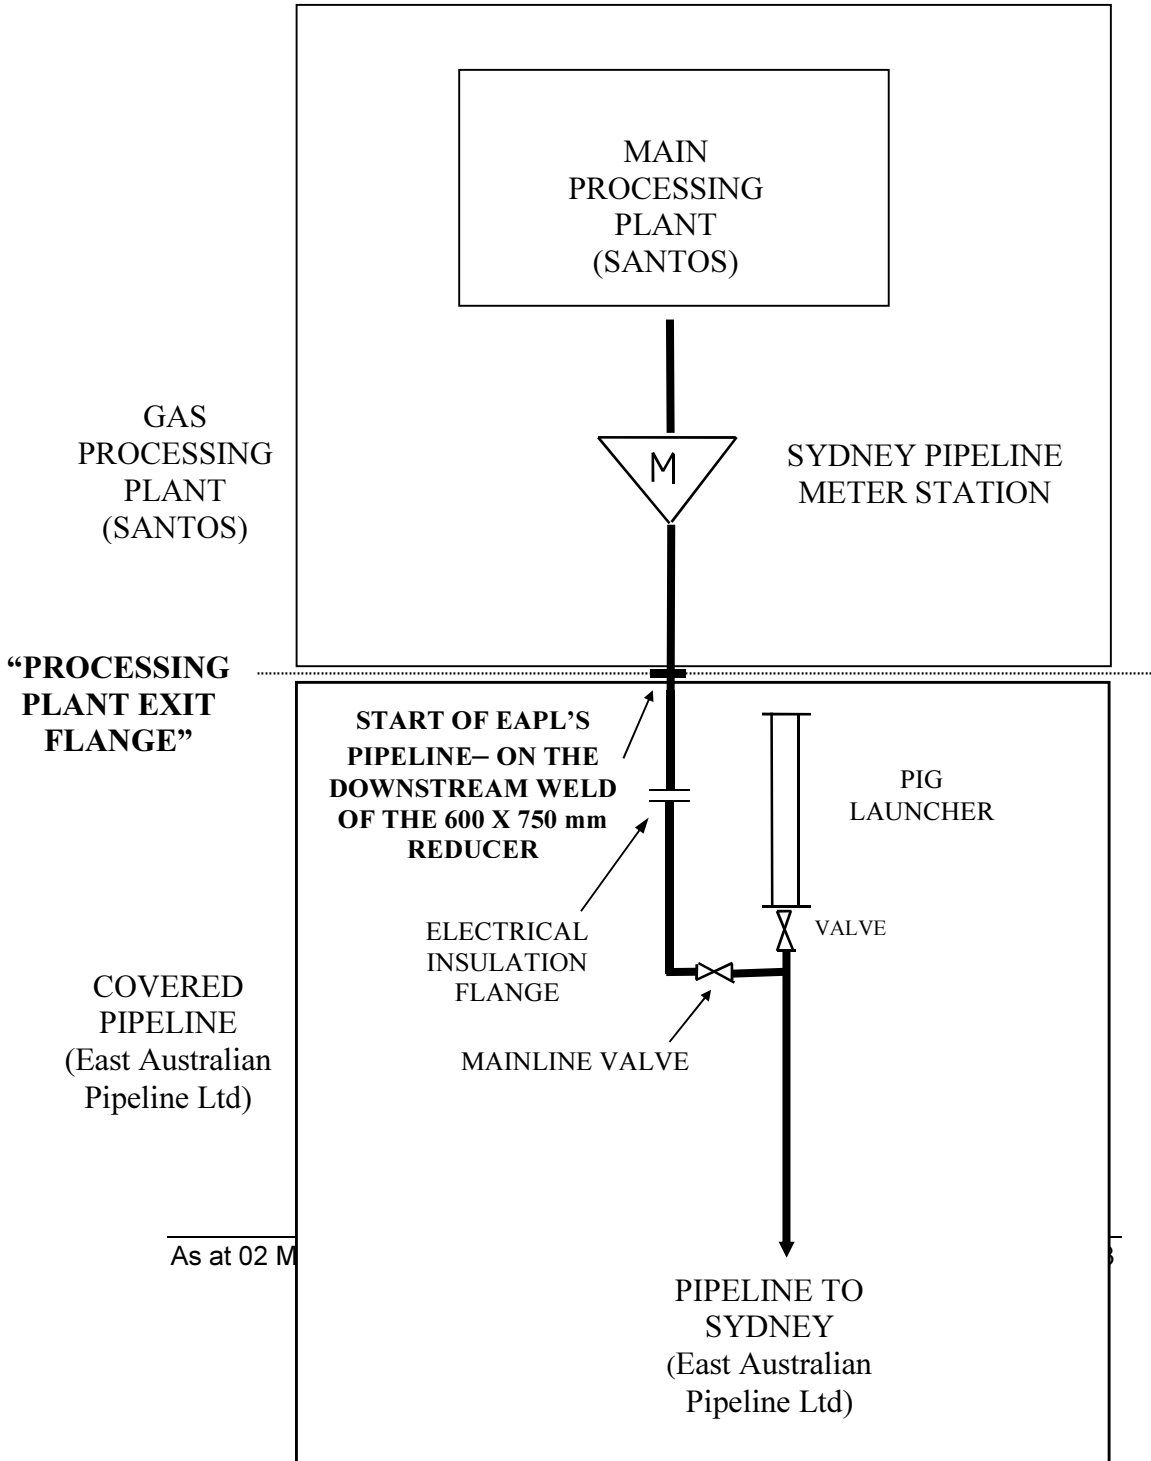 MAIN
PROCESSING
PLANT
(SANTOS)
GAS
PROCESSING
PLANT
(SANTOS)
M
SYDNEY PIPELINE
METER STATION
“PROCESSING
PLANT EXIT
FLANGE”
START OF EAPL’S
PIPELINE– ON THE
DOWNSTREAM WELD
OF THE 600 X 750 mm
REDUCER
PIG
LAUNCHER
VALVE
ELECTRICAL
INSULATION
FLANGE
MAINLINE VALVE
COVERED
PIPELINE
(East Australian
Pipeline Ltd)
As at 02 M
PIPELINE TO
SYDNEY
(East Australian
Pipeline Ltd)